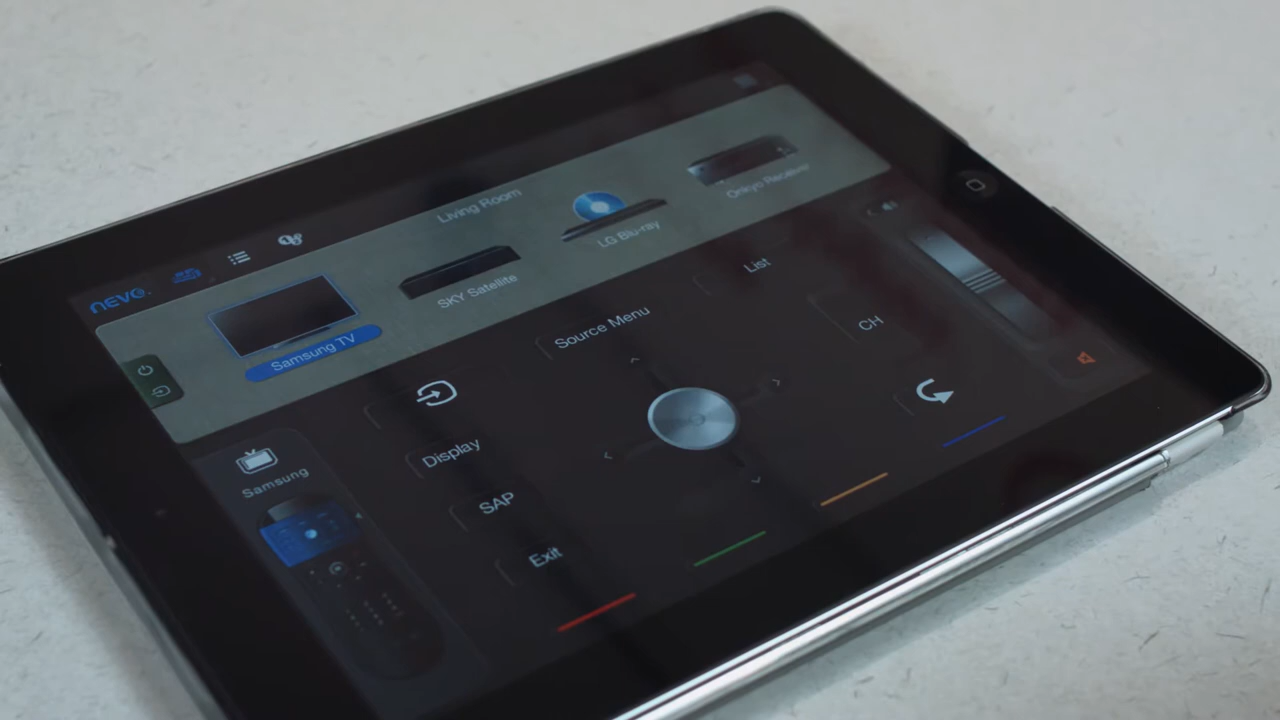 nevo.
Living Room
Samsung TV
SKY Satellite
LG Blu-ray
Onkyo Receiver
Samsung
Source Menu
List
CH
Display
SAP
Exit